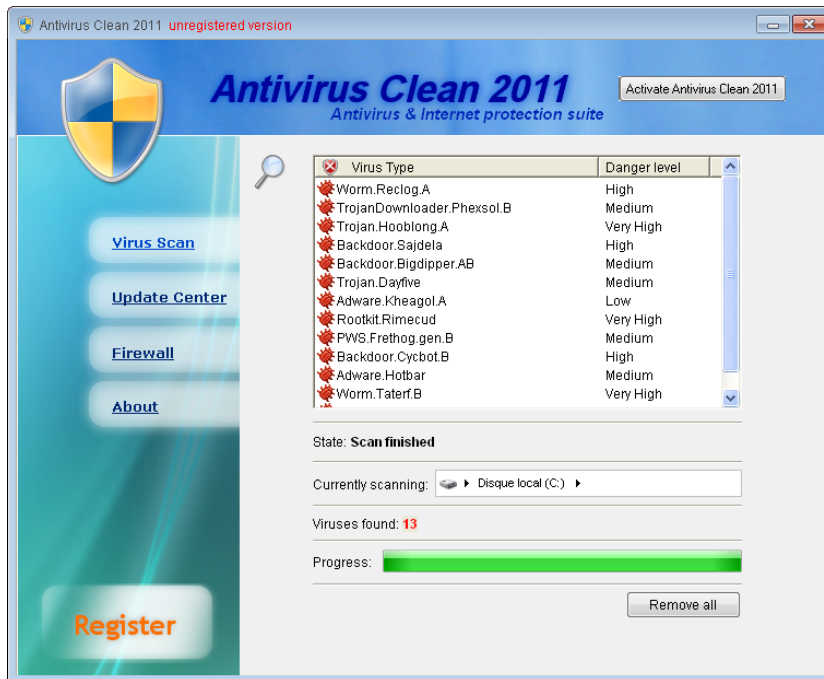 Antivirus Clean 2011 unregistered version
Antivirus Clean 2011
Antivirus & Internet protection suite
Activate Antivirus Clean 2011
Virus Scan
Update Center
Firewall
About
Register
Virus Type Danger level
Worm.Reclog.A High
TrojanDownloader.Phexsol.B Medium
Trojan.Hooblong.A Very High
Backdoor.Sajdela High
Backdoor.Bigdipper.AB Medium
Trojan.Dayfive Medium
Adware.Kheagol.A Low
Rootkit.Rimecud Very High
PWS.Frethog.gen.B Medium
Backdoor.Cycbot.B High
Adware.Hotbar Medium
Worm.Taterf.B Very High
State: Scan finished
Currently scanning: Disque local (C:)
Viruses found: 13
Progress:
Remove all